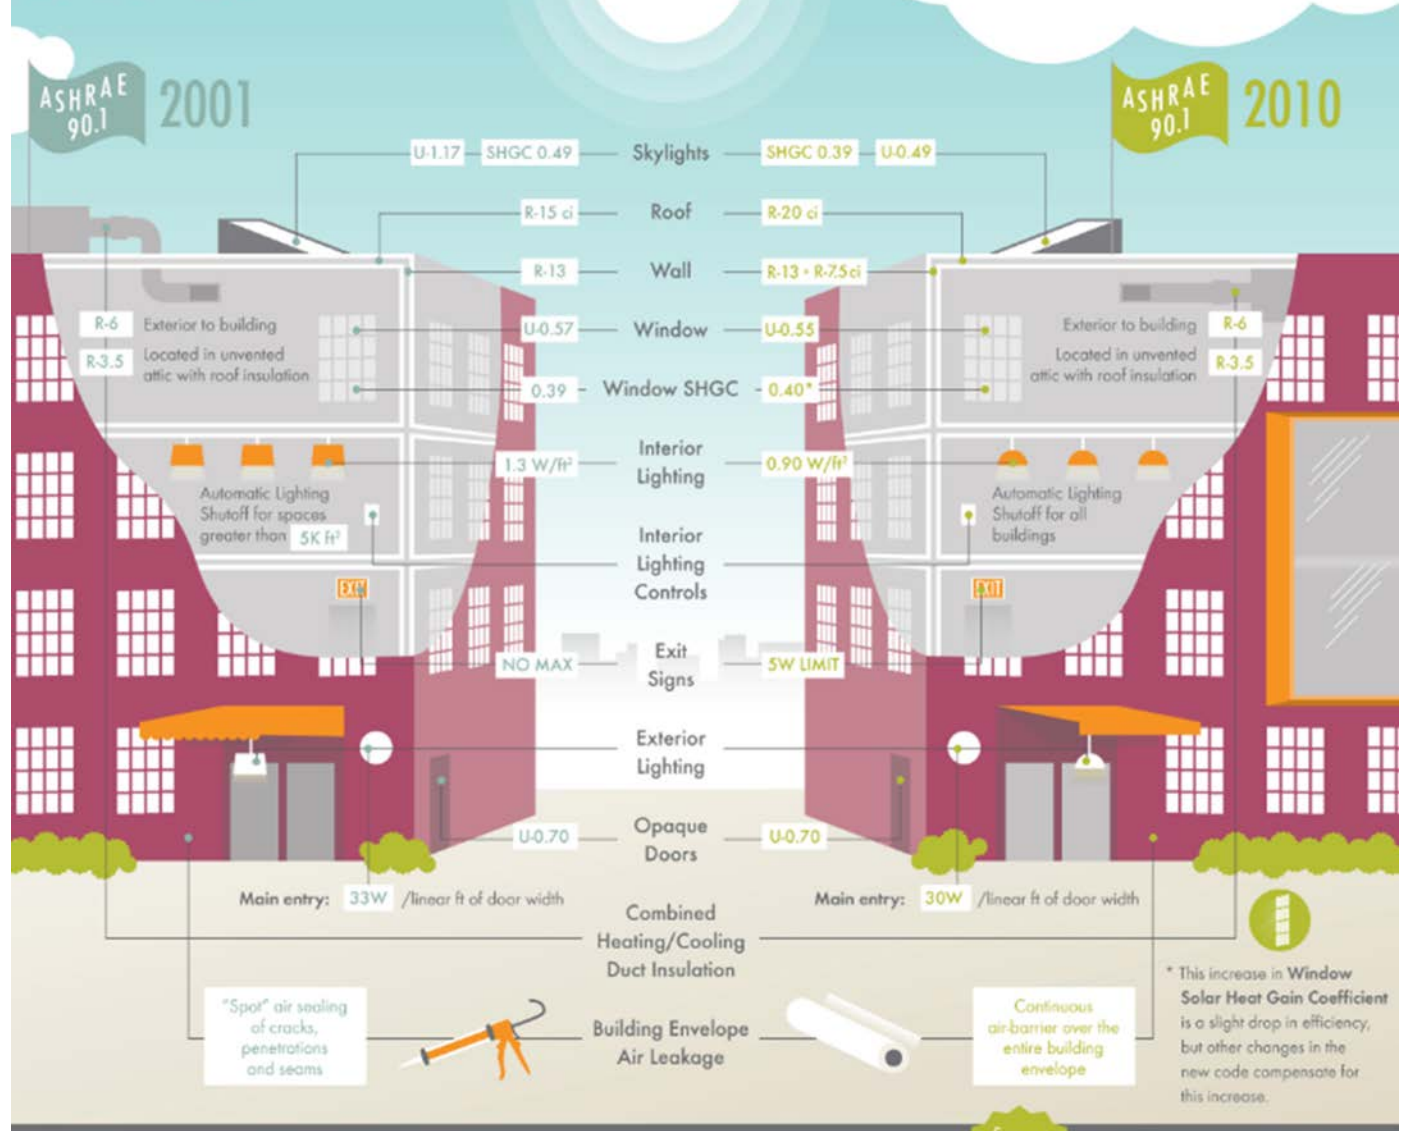 ASHRAE
90.1
2001
ASHRAE
90.1
2010
U-1.17 SHGC 0.49 Skylights SHGC 0.39 U-0.49
R-15 ci Roof R-20 ci
R-13 Wall R-13 + R-7.5 ci
U-0.57 Window U-0.55
0.39 Window SHGC 0.40*
R-6 Exterior to building
R-3.5 Located in unvented
attic with roof insulation
Exterior to building R-6
Located in unvented R-3.5
attic with roof insulation
1.3 W/ft² Interior 0.90 W/ft²
Lighting
Automatic Lighting
Shutoff for spaces
greater than 5K ft²
Interior
Lighting
Controls
Automatic Lighting
Shutoff for all
buildings
EXIT
EXIT
NO MAX Exit 5W LIMIT
Signs
Exterior
Lighting
U-0.70 Opaque U-0.70
Doors
Main entry: 33W /linear ft of door width
Main entry: 30W /linear ft of door width
Combined
Heating/Cooling
Duct Insulation
"Spot" air sealing
of cracks,
penetrations
and seams
Building Envelope
Air Leakage
Continuous
air-barrier over the
entire building
envelope
* This increase in Window
Solar Heat Gain Coefficient
is a slight drop in efficiency,
but other changes in the
new code compensate for
this increase.